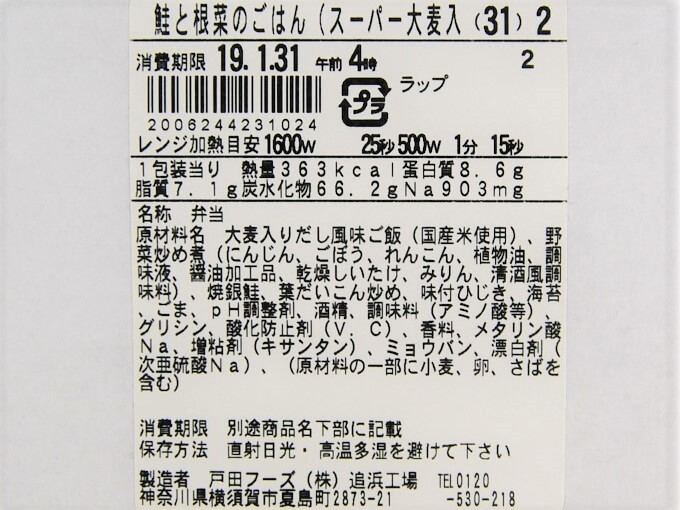 鮭と根菜のごはん(スーパー大麦入(31)2
消費期限 19.1.31 午前 4時 2
プラ ラップ
2006244231024
レンジ加熱目安1600W 25秒500W 1分 15秒
1包装当り 熱量363kcal蛋白質8.6g
脂質7.1g炭水化物66.2gNa903mg
名称 弁当
原材料名 大麦入りだし風味ご飯(国産米使用)、野
菜炒め煮(にんじん、ごぼう、れんこん、植物油、調
味液、醤油加工品、乾燥しいたけ、みりん、清酒風調
味料)、焼銀鮭、葉だいこん炒め、味付ひじき、海苔
、ごま、pH調整剤、酒精、調味料(アミノ酸等)、
グリシン、酸化防止剤(V.C)、香料、メタリン酸
Na、増粘剤(キサンタン)、ミョウバン、漂白剤(
次亜硫酸Na)、(原材料の一部に小麦、卵、さばを
含む)
消費期限 別途商品名下部に記載
保存方法 直射日光・高温多湿を避けて下さい
製造者 戸田フーズ(株)追浜工場 TEL0120
神奈川県横須賀市夏島町2873-21 -530-218